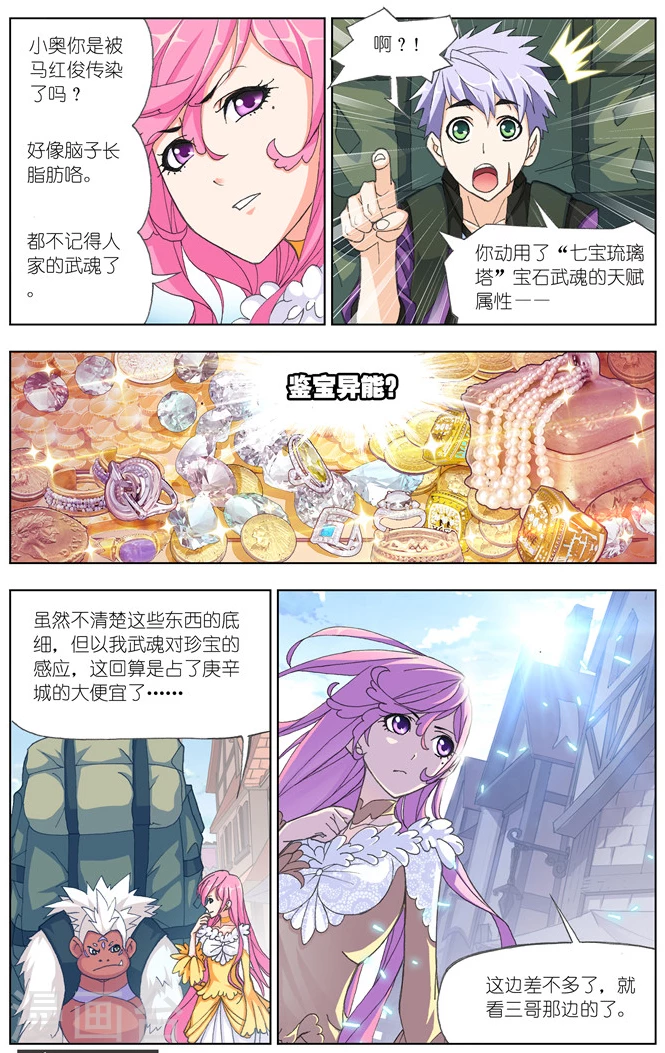 小奥你是被
马红俊传染
了吗？
好像脑子长
脂肪咯。
都不记得人
家的武魂了
。
啊？！
你动用了“七宝琉璃
塔”宝石武魂的天赋
属性——
鉴宝异能？
虽然不清楚这些东西的底
细，但以我武魂对珍宝的
感应，这回算是占了庚辛
城的大便宜了……
这边差不多了，就
看三哥那边的了。